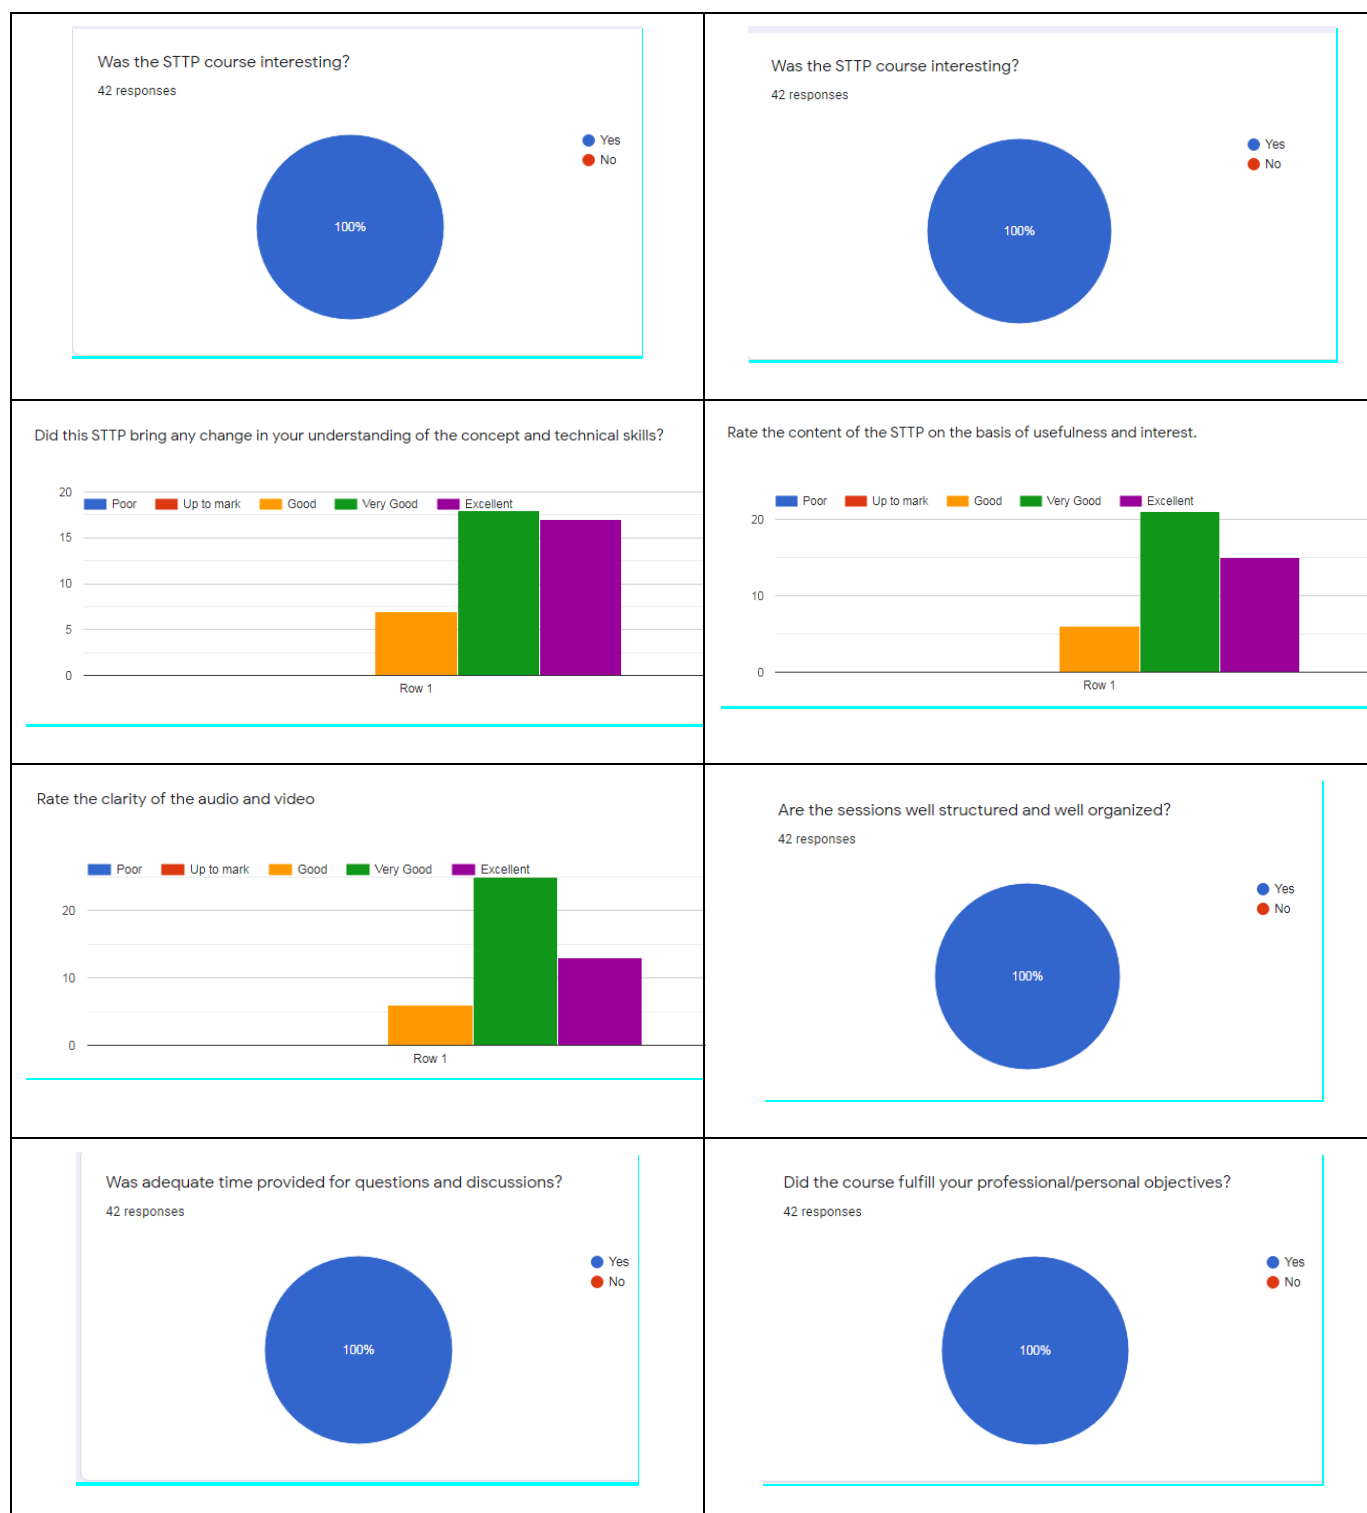 Was the STTP course interesting?
42 responses
Yes
No
100%
Was the STTP course interesting?
42 responses
Yes
No
100%
Did this STTP bring any change in your understanding of the concept and technical skills?
20
Poor Up to mark Good Very Good Excellent
15
10
5
0
Row 1
Rate the content of the STTP on the basis of usefulness and interest.
Poor Up to mark Good Very Good Excellent
20
10
0
Row 1
Rate the clarity of the audio and video
Poor Up to mark Good Very Good Excellent
20
10
0
Row 1
Are the sessions well structured and well organized?
42 responses
Yes
No
100%
Was adequate time provided for questions and discussions?
42 responses
Yes
No
100%
Did the course fulfill your professional/personal objectives?
42 responses
Yes
No
100%